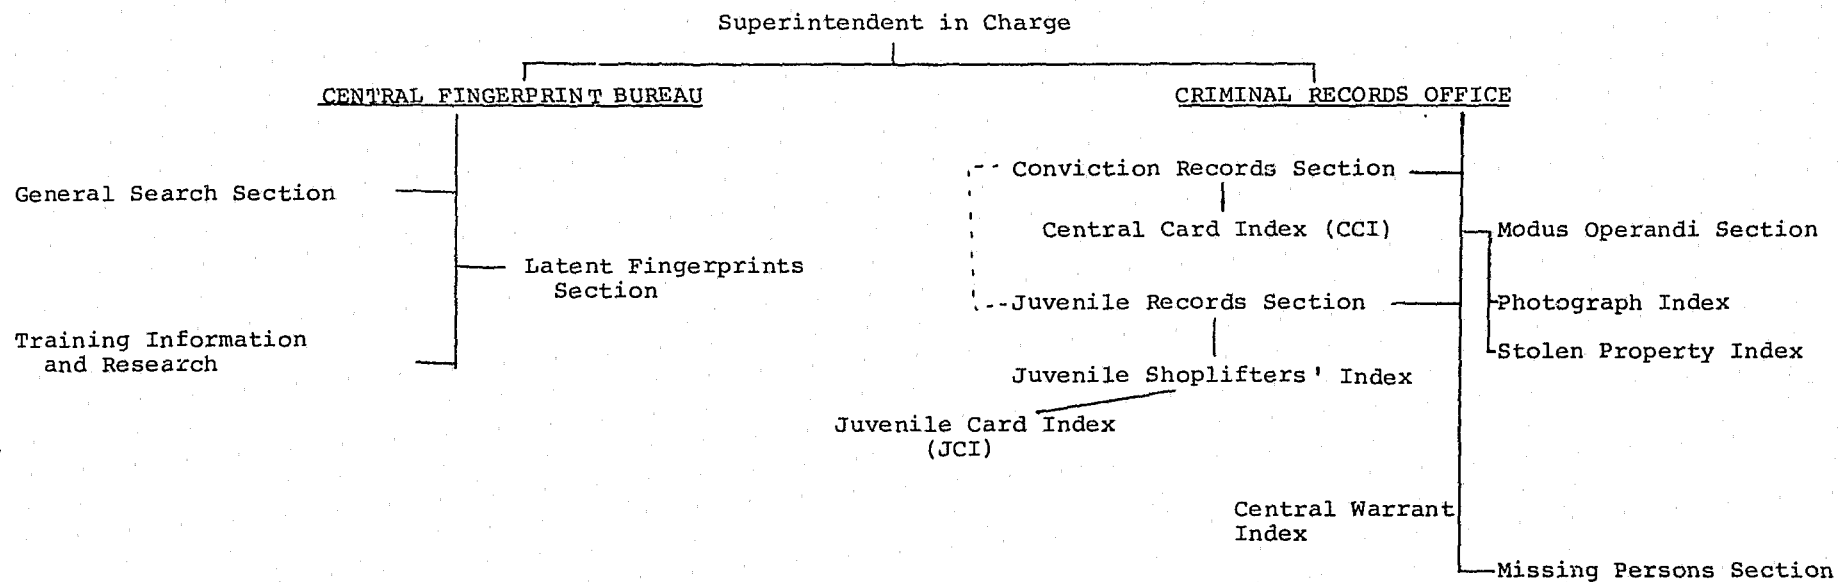 Superintendent in Charge
CENTRAL FINGERPRINT BUREAU
General Search Section
Latent Fingerprints
Section
Training Information
and Research
CRIMINAL RECORDS OFFICE
Conviction Records Section
Central Card Index (CCI)
Juvenile Records Section
Juvenile Shoplifters' Index
Juvenile Card Index
(JCI)
Modus Operandi Section
Photograph Index
Stolen Property Index
Central Warrant
Index
Missing Persons Section